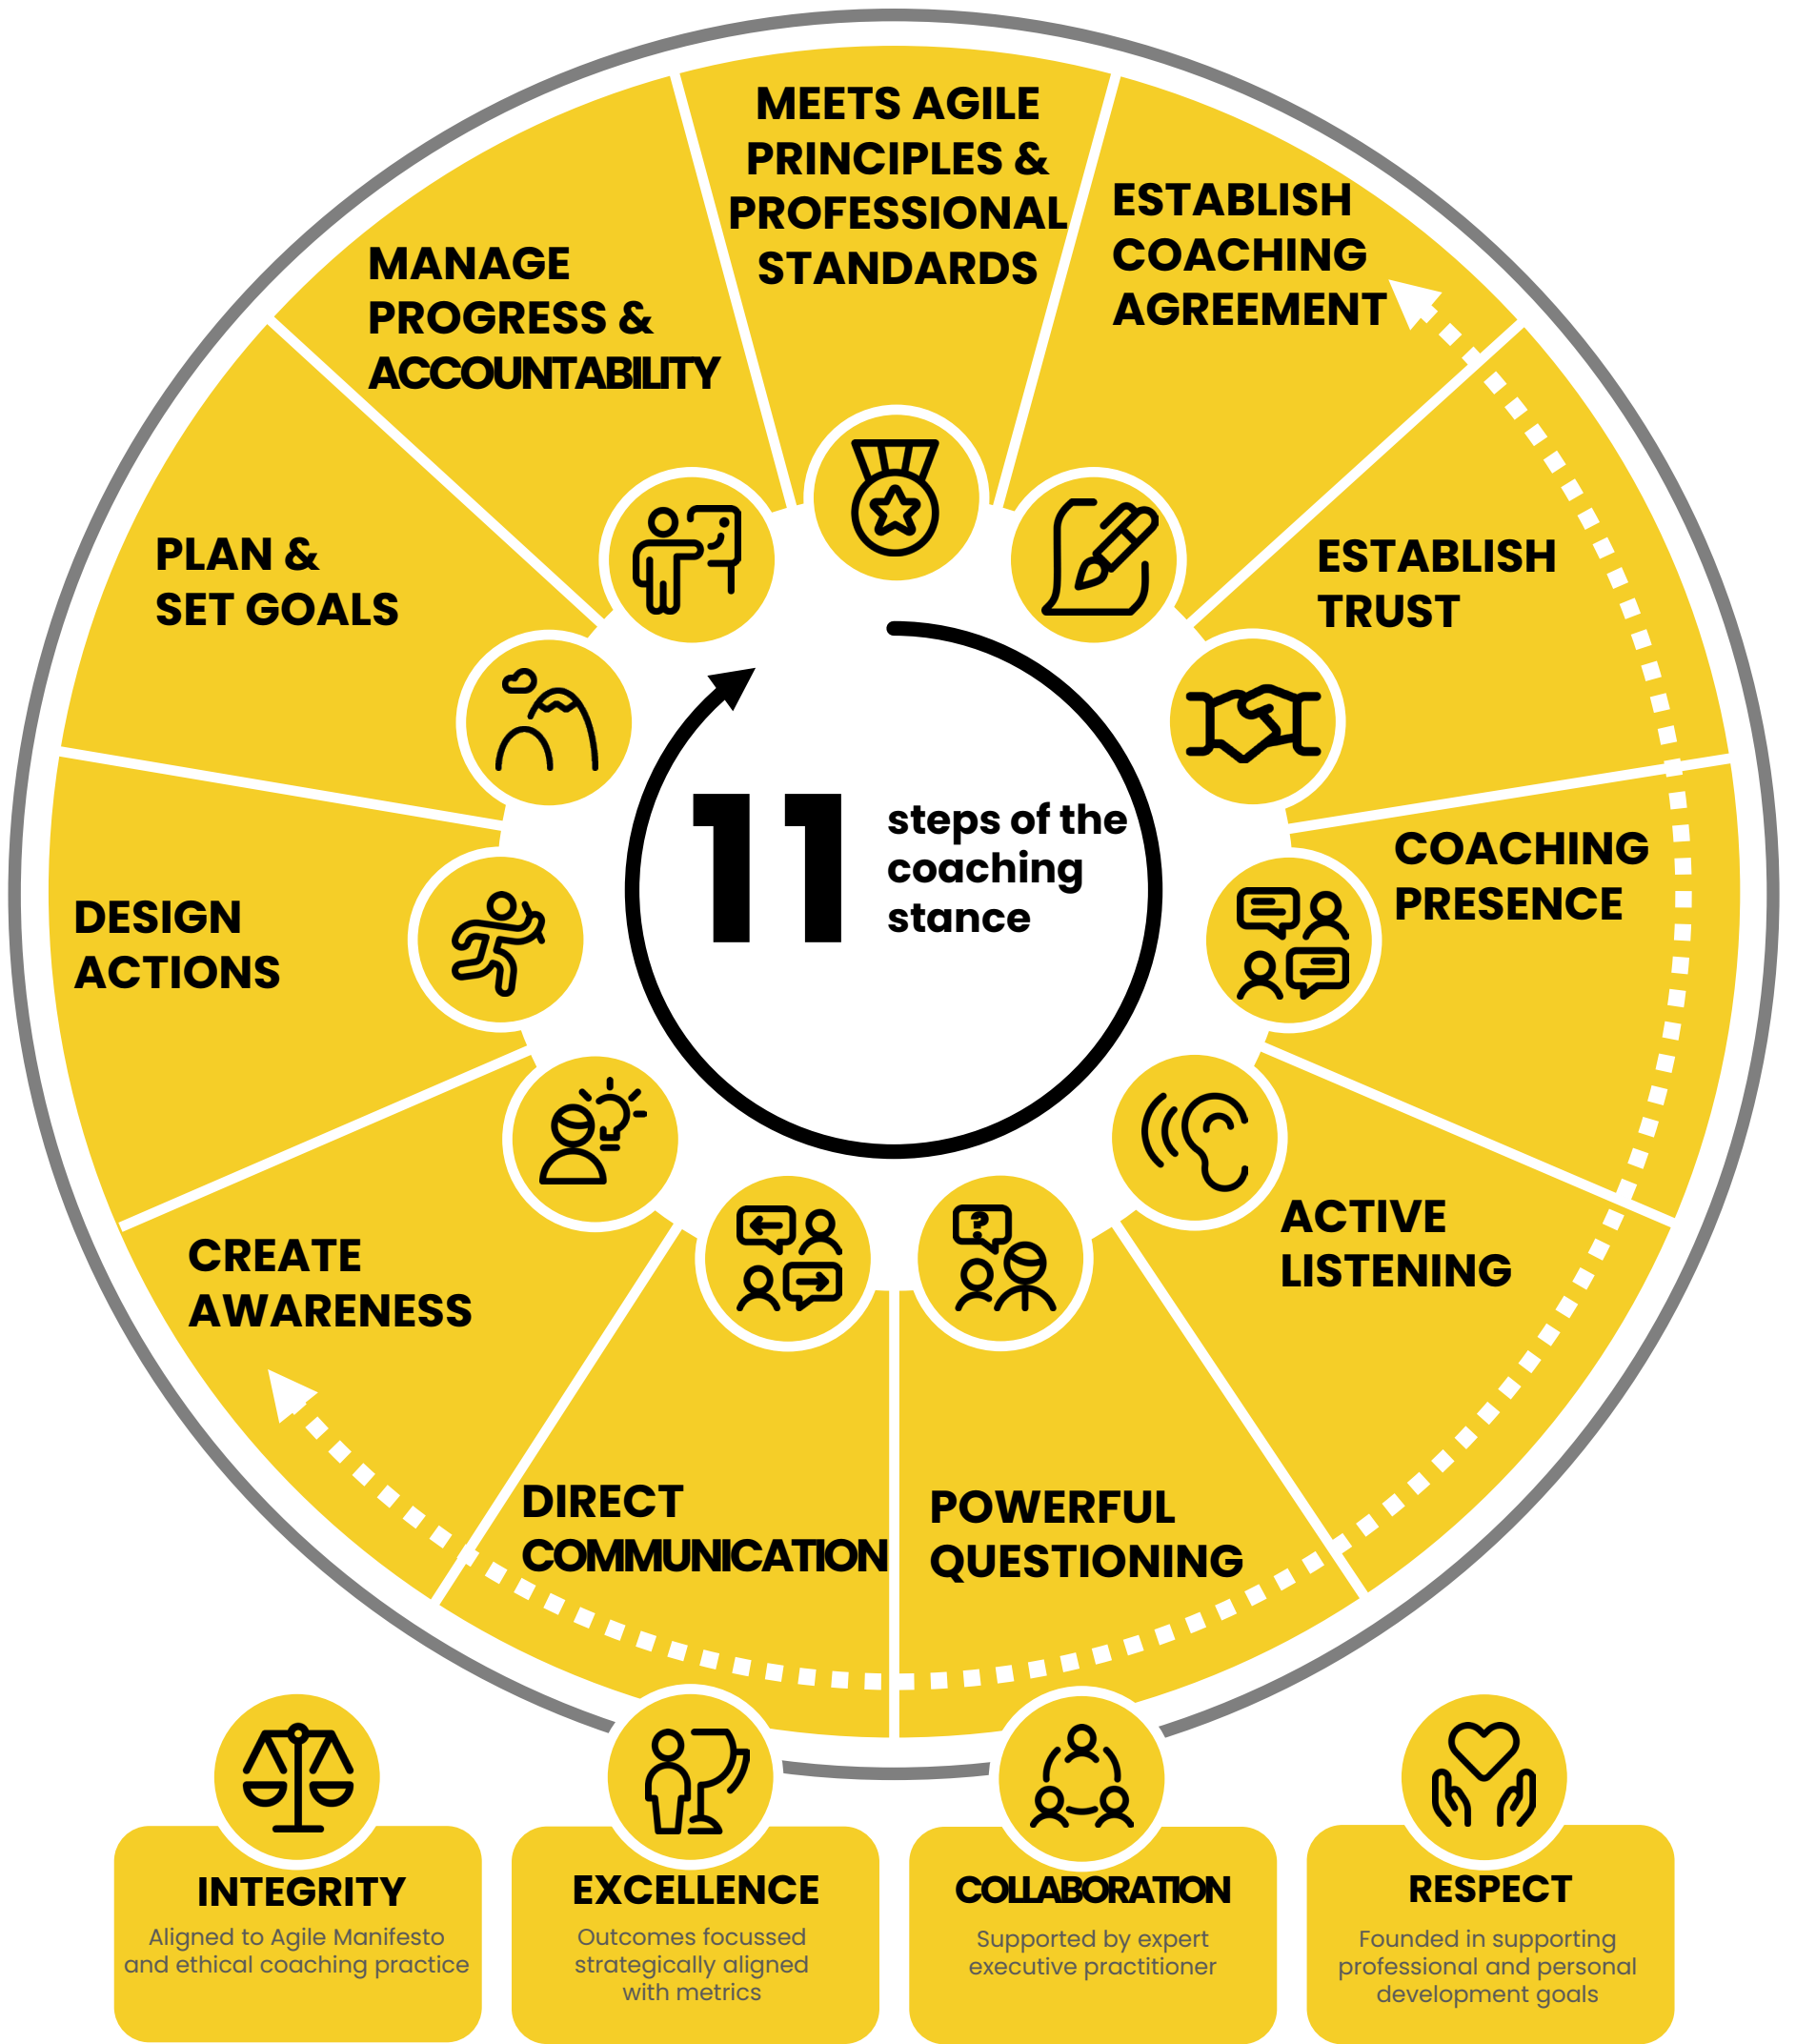 MEETS AGILE
PRINCIPLES &
PROFESSIONAL
STANDARDS
ESTABLISH
COACHING
AGREEMENT
ESTABLISH
TRUST
COACHING
PRESENCE
ACTIVE
LISTENING
POWERFUL
QUESTIONING
DIRECT
COMMUNICATION
CREATE
AWARENESS
DESIGN
ACTIONS
PLAN &
SET GOALS
MANAGE
PROGRESS &
ACCOUNTABILITY
11
steps of the
coaching
stance
?
INTEGRITY
Aligned to Agile Manifesto
and ethical coaching practice
EXCELLENCE
Outcomes focussed
strategically aligned
with metrics
COLLABORATION
Supported by expert
executive practitioner
RESPECT
Founded in supporting
professional and personal
development goals